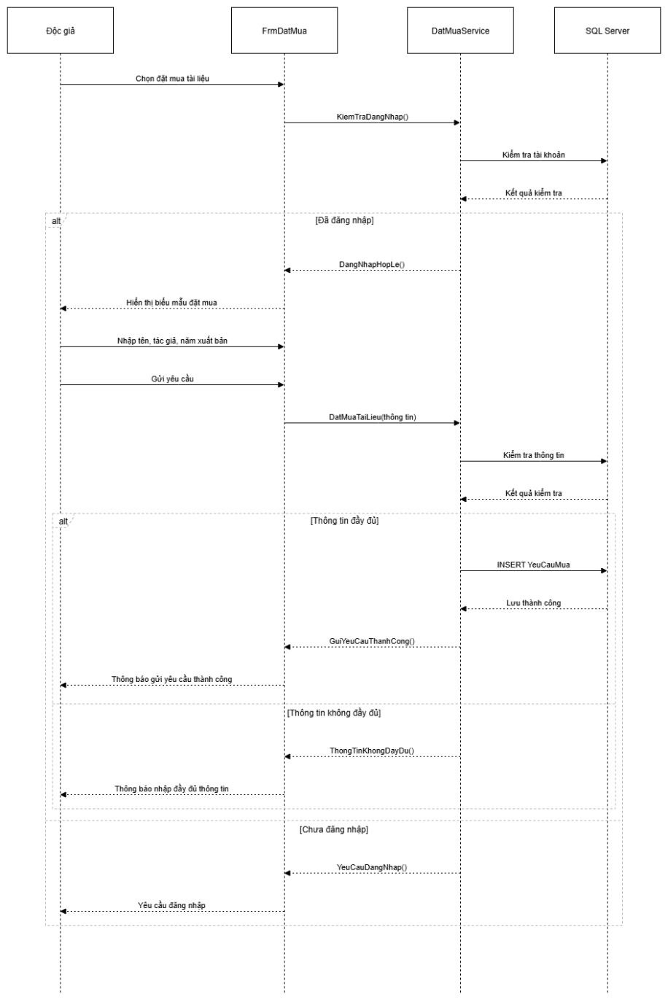 Độc giả
FrmDatMua
DatMuaService
SQL Server
Chọn đặt mua tài liệu
KiemTraDangNhap()
Kiểm tra tài khoản
Kết quả kiểm tra
alt
[Đã đăng nhập]
DangNhapHopLe()
Hiển thị biểu mẫu đặt mua
Nhập tên, tác giả, năm xuất bản
Gửi yêu cầu
DatMuaTaiLieu(thông tin)
Kiểm tra thông tin
Kết quả kiểm tra
alt
[Thông tin đầy đủ]
INSERT YeuCauMua
Lưu thành công
GuiYeuCauThanhCong()
Thông báo gửi yêu cầu thành công
[Thông tin không đầy đủ]
ThongTinKhongDayDu()
Thông báo nhập đầy đủ thông tin
[Chưa đăng nhập]
YeuCauDangNhap()
Yêu cầu đăng nhập